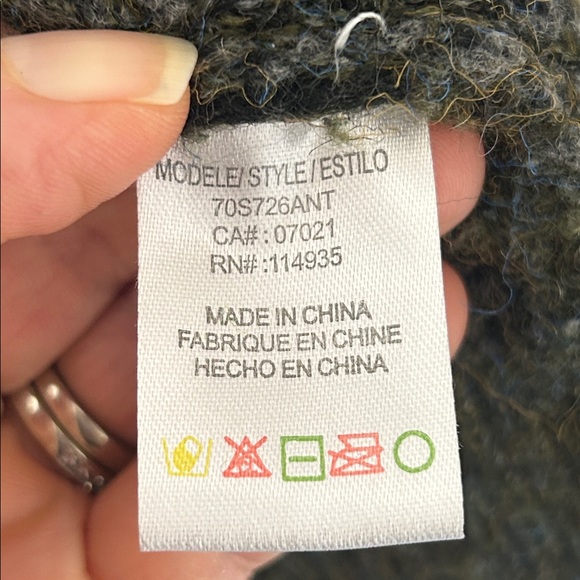 MODELE/ STYLE / ESTILO
70S726ANT
CA# : 07021
RN# :114935
MADE IN CHINA
FABRIQUE EN CHINE
HECHO EN CHINA